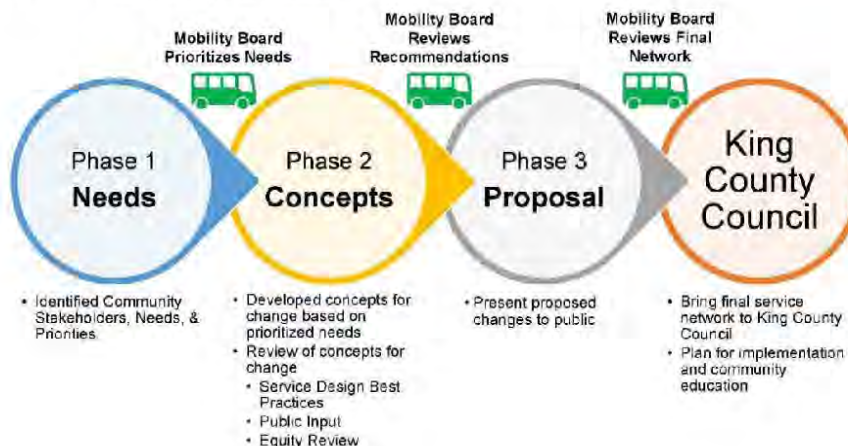 Mobility Board
Prioritizes Needs
Mobility Board
Reviews
Recommendations
Mobility Board
Reviews Final
Network
Phase 1
Needs
Phase 2
Concepts
Phase 3
Proposal
King
County
Council
• Identified Community
Stakeholders, Needs, &
Priorities
• Developed concepts for
change based on
prioritized needs
• Review of concepts for
change
• Service Design Best
Practices
• Public Input
• Equity Review
• Present proposed
changes to public
• Bring final service
network to King County
Council
• Plan for implementation
and community
education